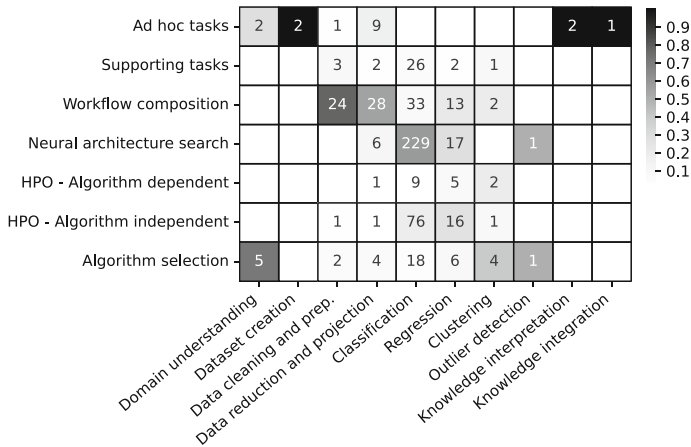 Ad hoc tasks 2 2 1 9 2 1
Supporting tasks 3 2 26 2 1
Workflow composition 24 28 33 13 2
Neural architecture search 6 229 17 1
HPO - Algorithm dependent 1 9 5 2
HPO - Algorithm independent 1 1 76 16 1
Algorithm selection 5 2 4 18 6 4 1
Domain understanding
Dataset creation
Data cleaning and prep.
Data reduction and projection
Classification
Regression
Clustering
Outlier detection
Knowledge interpretation
Knowledge integration
0.9
0.8
0.7
0.6
0.5
0.4
0.3
0.2
0.1